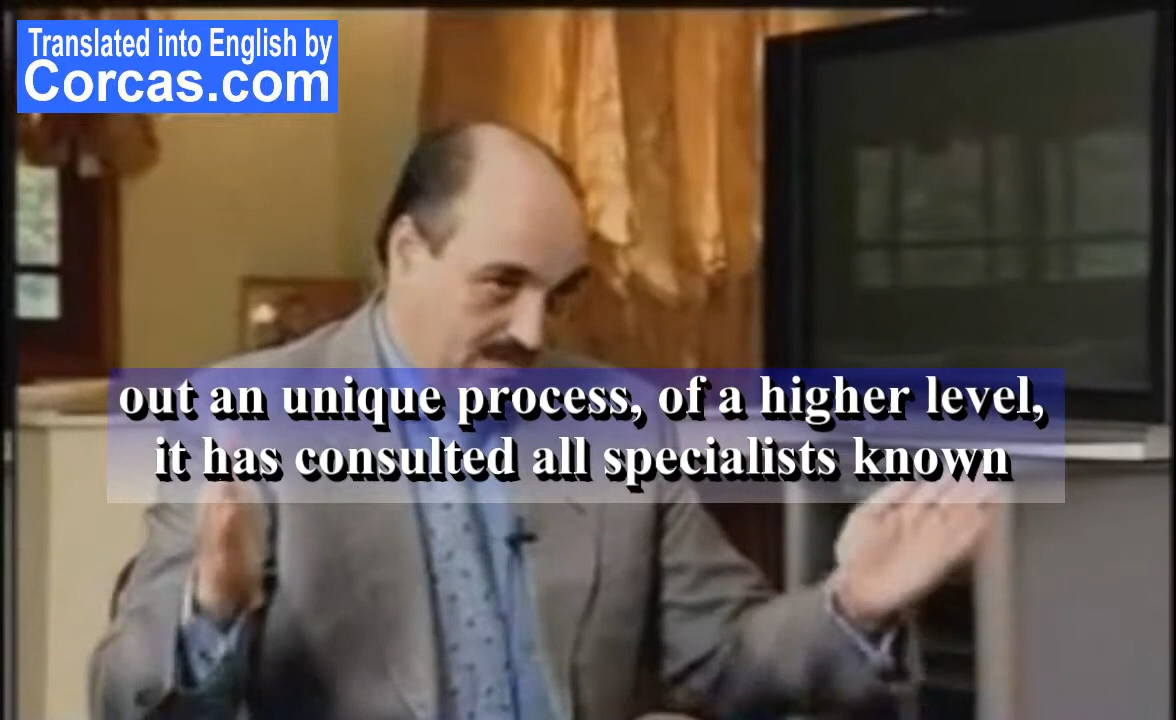 Translated into English by
Corcas.com
out an unique process, of a higher level,
it has consulted all specialists known